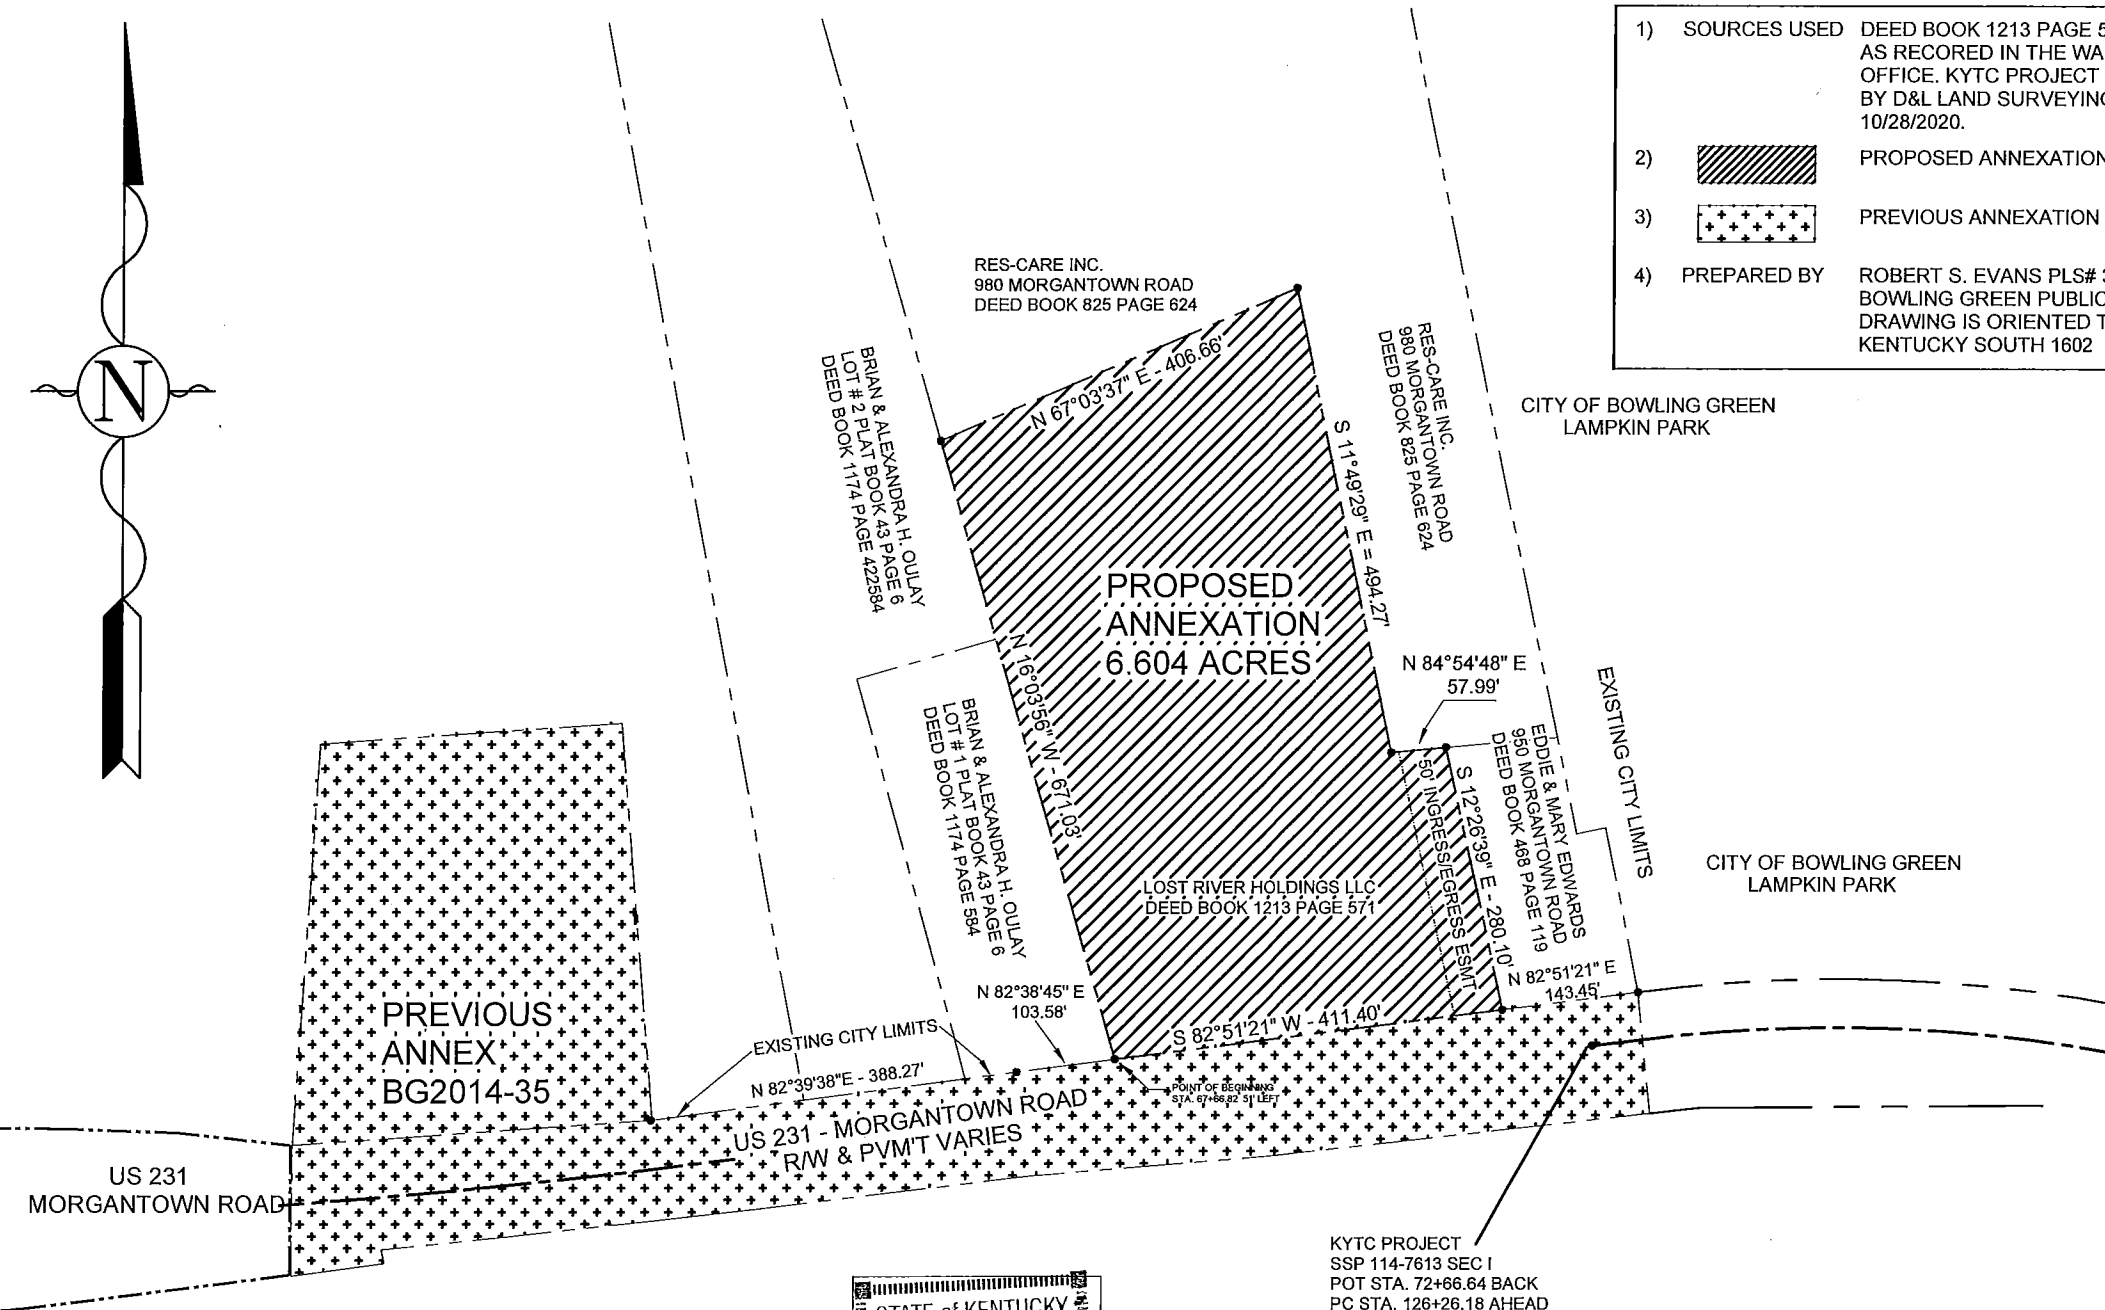 1) SOURCES USED DEED BOOK 1213 PAGE
AS RECORED IN THE
OFFICE. KYTC PROJECT
BY D&L LAND SURVEYING
10/28/2020.
2) PROPOSED ANNEXATION
3) PREVIOUS ANNEXATION
4) PREPARED BY ROBERT S. EVANS PLS#
BOWLING GREEN PUBLIC
DRAWING IS ORIENTED
KENTUCKY SOUTH 1602
N
RES-CARE INC.
980 MORGANTOWN ROAD
DEED BOOK 825 PAGE 624
N 67°03'37" E - 406.66'
BRIAN & ALEXANDRA H. OULAY
LOT # 2 PLAT BOOK 43 PAGE 6
DEED BOOK 1174 PAGE 422584
RES-CARE INC.
980 MORGANTOWN ROAD
DEED BOOK 825 PAGE 624
S 11°49'29" E = 494.27'
CITY OF BOWLING GREEN
LAMPKIN PARK
PROPOSED
ANNEXATION
6.604 ACRES
N 16°03'56" W - 671.03'
N 84°54'48" E
57.99'
EXISTING CITY LIMITS
BRIAN & ALEXANDRA H. OULAY
LOT # 1 PLAT BOOK 43 PAGE 6
DEED BOOK 1174 PAGE 584
50' INGRESS/EGRESS ESMT
S 12°26'39" E - 280.10'
EDDIE & MARY EDWARDS
950 MORGANTOWN ROAD
DEED BOOK 468 PAGE 119
CITY OF BOWLING GREEN
LAMPKIN PARK
LOST RIVER HOLDINGS LLC
DEED BOOK 1213 PAGE 571
N 82°51'21" E
143.45'
N 82°38'45" E
103.58'
S 82°51'21" W - 411.40'
PREVIOUS
ANNEX
BG2014-35
EXISTING CITY LIMITS
N 82°39'38"E - 388.27'
POINT OF BEGINNING
STA. 67+66.82 51' LEFT
US 231 - MORGANTOWN ROAD
R/W & PVM'T VARIES
US 231
MORGANTOWN ROAD
KYTC PROJECT
SSP 114-7613 SEC I
POT STA. 72+66.64 BACK
PC STA. 126+26.18 AHEAD
STATE of KENTUCKY